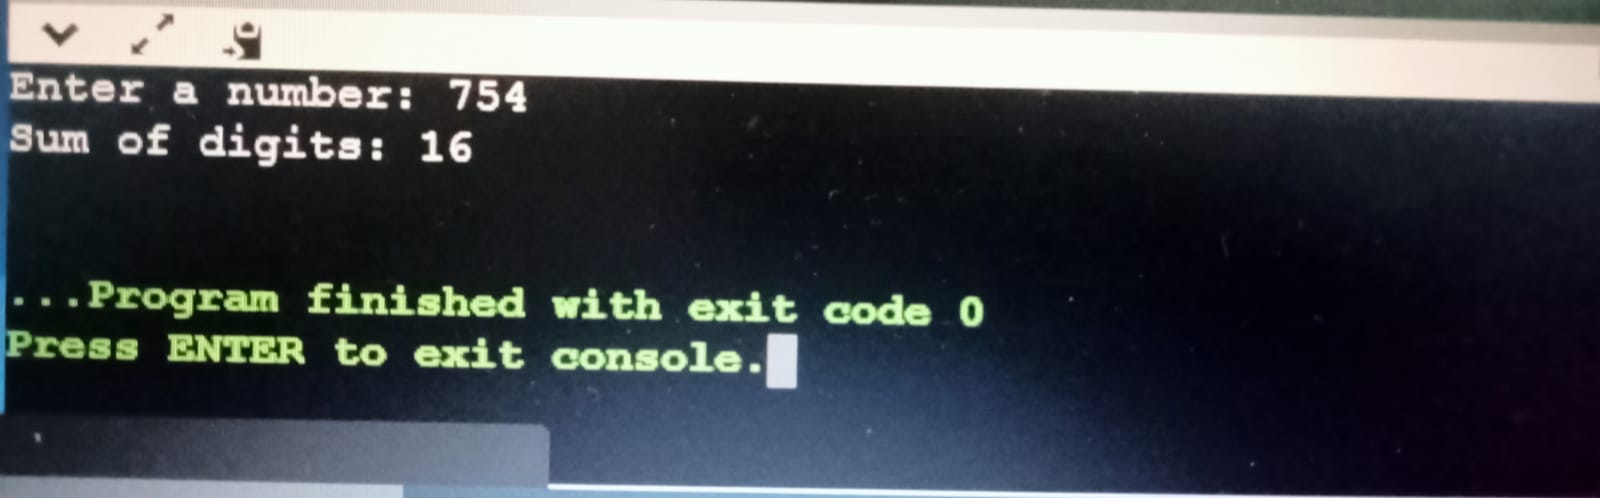 Enter a number: 754
Sum of digits: 16
...Program finished with exit code 0
Press ENTER to exit console.